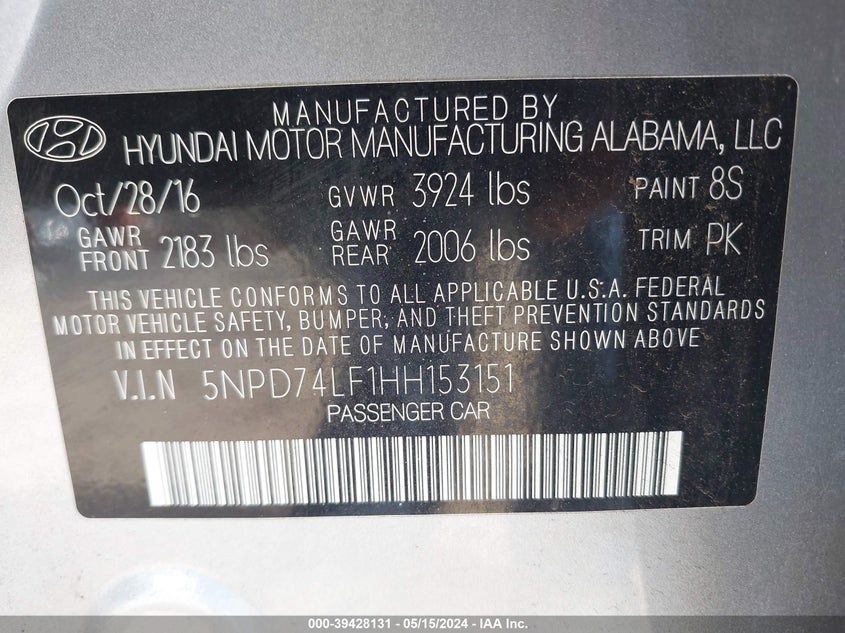 MANUFACTURED BY
HYUNDAI MOTOR MANUFACTURING ALABAMA, LLC
Oct/28/16 GVWR 3924 lbs PAINT 8S
GAWR FRONT 2183 lbs GAWR REAR 2006 lbs TRIM PK
THIS VEHICLE CONFORMS TO ALL APPLICABLE U.S.A. FEDERAL
MOTOR VEHICLE SAFETY, BUMPER, AND THEFT PREVENTION STANDARDS
IN EFFECT ON THE DATE OF MANUFACTURE SHOWN ABOVE
V.I.N 5NPD74LF1HH153151
PASSENGER CAR
000-39428131 - 05/15/2024 - IAA Inc.